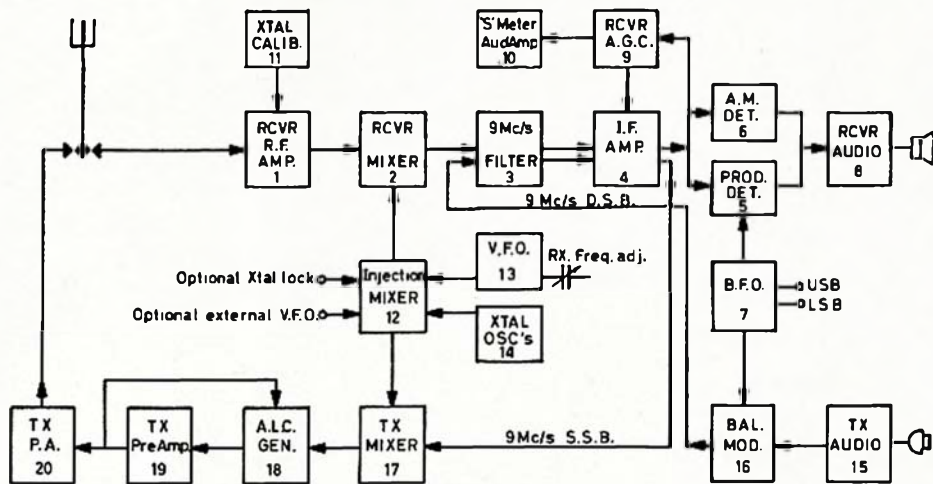 XTAL
CALIB.
11
'S' Meter
AudAmp
10
RCVR
A.G.C.
9
RCVR
R.F.
AMP.
1
RCVR
MIXER
2
9Mc/s
FILTER
3
I.F.
AMP.
4
A.M.
DET.
6
PROD.
DET.
5
RCVR
AUDIO
8
9 Mc/s D.S.B.
Optional Xtal lock
Optional external V.F.O.
Injection
MIXER
12
V.F.O.
13
RX. Freq. adj.
XTAL
OSC's
14
B.F.O.
7
USB
LSB
TX
P.A.
20
TX
PreAmp.
19
A.L.C.
GEN.
18
TX
MIXER
17
9Mc/s S.S.B.
BAL.
MOD.
16
TX
AUDIO
15